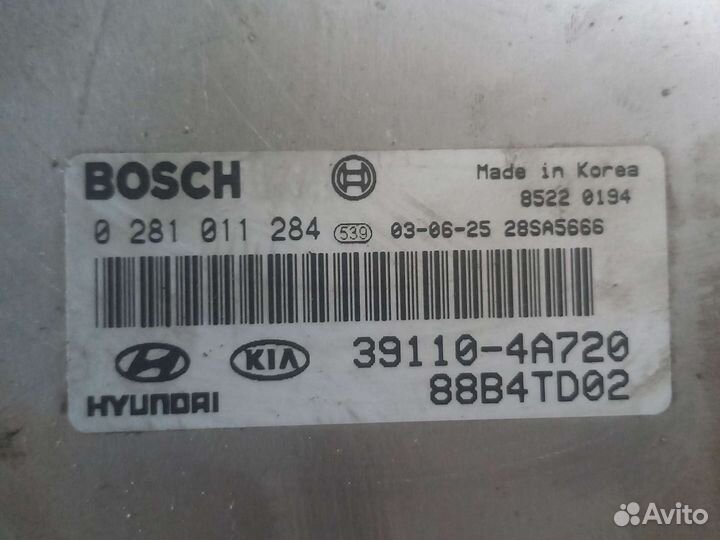 BOSCH
Made in Korea
8522 0194
0 281 011 284 539 03-06-25 28SA5666
HYUNDAI
KIA
39110-4A720
88B4TD02
Avito